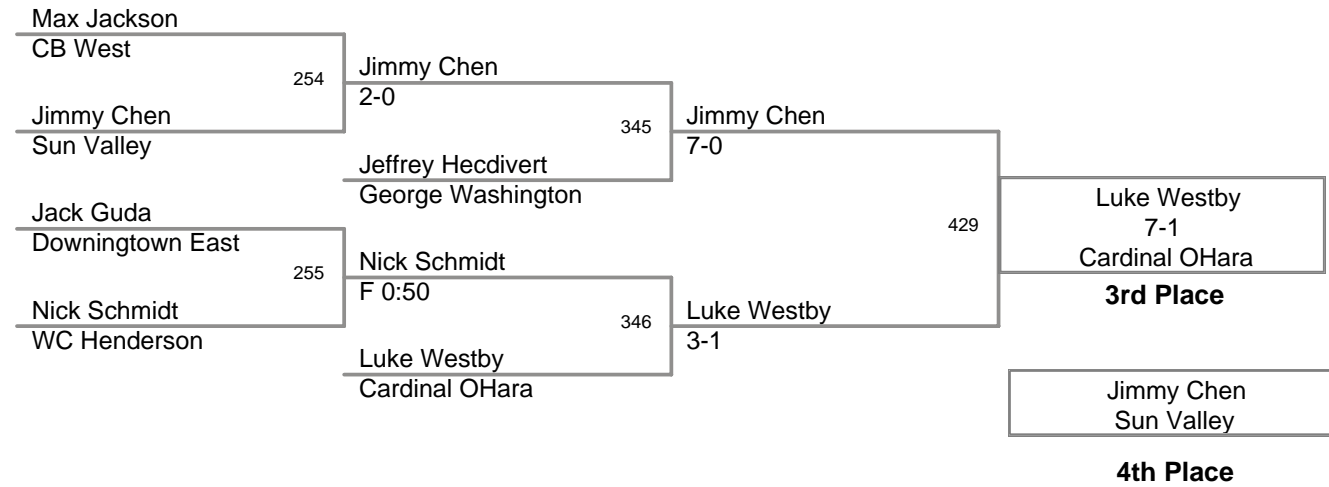 Max Jackson
CB West
254
Jimmy Chen
2-0
Jimmy Chen
Sun Valley
345
Jimmy Chen
7-0
Jeffrey Hecdivert
George Washington
Jack Guda
Downingtown East
429
Luke Westby
7-1
Cardinal OHara
3rd Place
255
Nick Schmidt
F 0:50
Nick Schmidt
WC Henderson
346
Luke Westby
3-1
Luke Westby
Cardinal OHara
Jimmy Chen
Sun Valley
4th Place